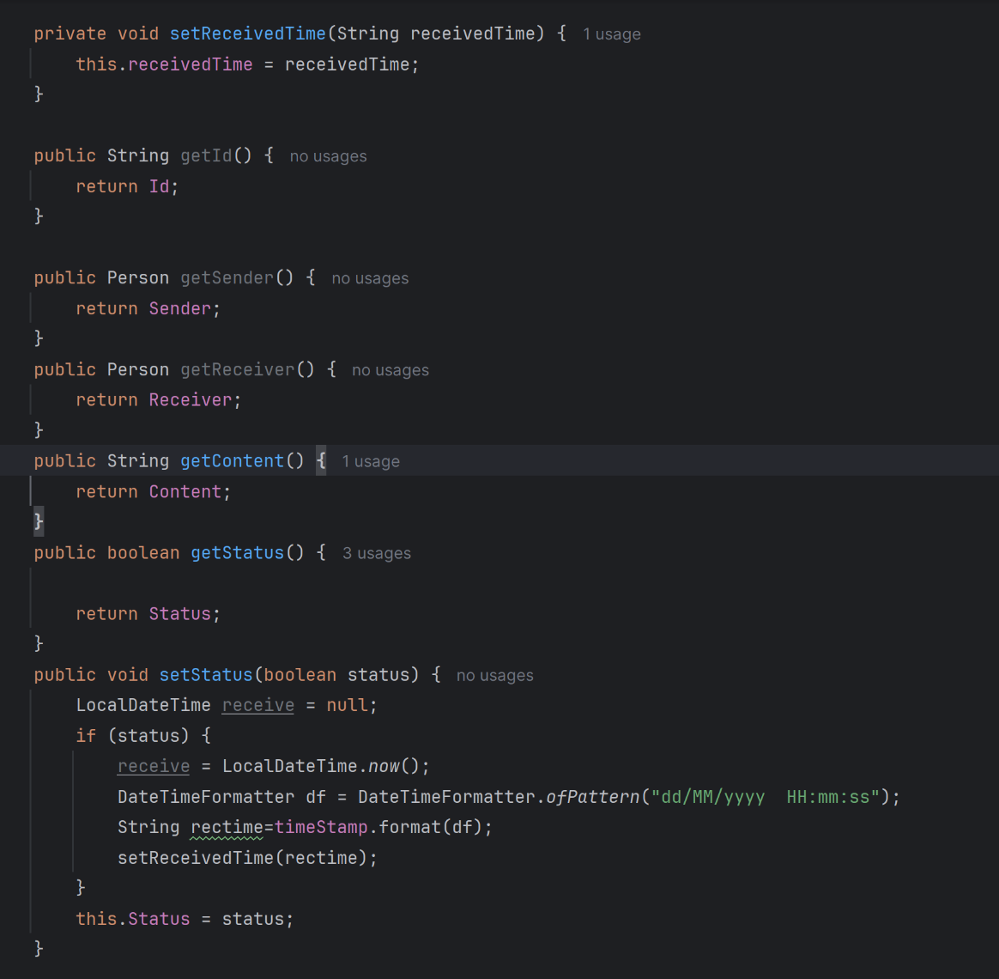 private void setReceivedTime(String receivedTime) { 1 usage
this.receivedTime = receivedTime;
}
public String getId() { no usages
return Id;
}
public Person getSender() { no usages
return Sender;
}
public Person getReceiver() { no usages
return Receiver;
}
public String getContent() { 1 usage
return Content;
}
public boolean getStatus() { 3 usages
return Status;
}
public void setStatus(boolean status) { no usages
LocalDateTime receive = null;
if (status) {
receive = LocalDateTime.now();
DateTimeFormatter df = DateTimeFormatter.ofPattern("dd/MM/yyyy  HH:mm:ss");
String rectime=timeStamp.format(df);
setReceivedTime(rectime);
}
this.Status = status;
}